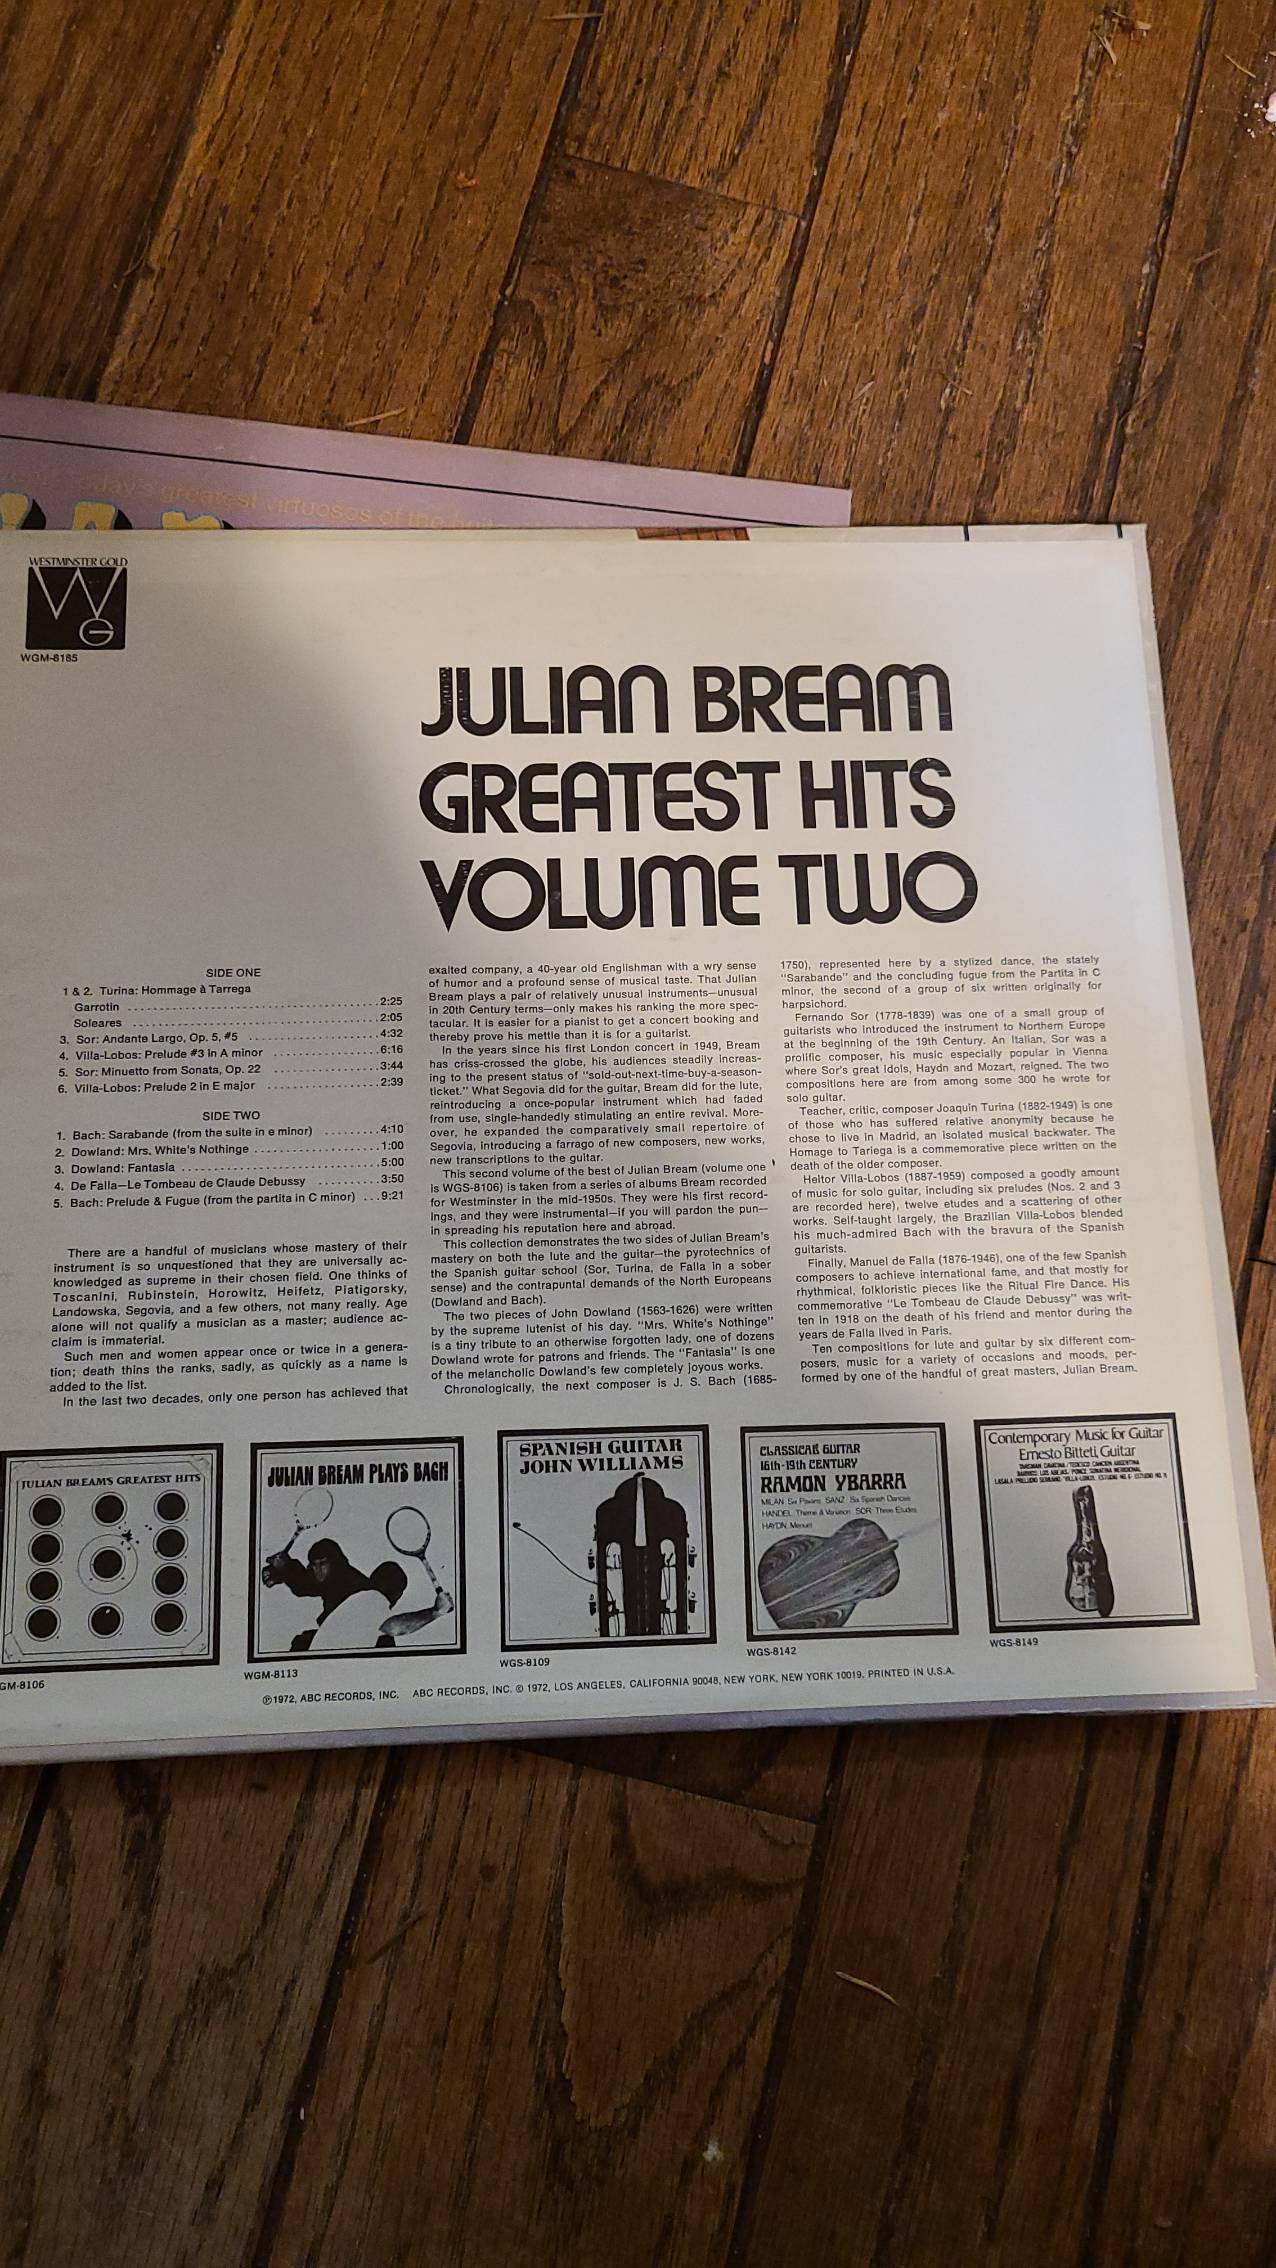 day's greatest virtuosos of the
WESTMINSTER GOLD
WG
WGM-8185
JULIAN BREAM
GREATEST HITS
VOLUME TWO
SIDE ONE
1 & 2. Turina: Hommage à Tarrega
Garrotin 2:25
Soleares 2:05
3. Sor: Andante Largo, Op. 5, #5 4:32
4. Villa-Lobos: Prelude #3 in A minor 6:16
5. Sor: Minuetto from Sonata, Op. 22 3:44
6. Villa-Lobos: Prelude 2 in E major 2:39
SIDE TWO
1. Bach: Sarabande (from the suite in e minor) 4:10
2. Dowland: Mrs. White's Nothinge 1:00
3. Dowland: Fantasia 5:00
4. De Falla—Le Tombeau de Claude Debussy 3:50
5. Bach: Prelude & Fugue (from the partita in C minor) 9:21
There are a handful of musicians whose mastery of their
instrument is so unquestioned that they are universally ac-
knowledged as supreme in their chosen field. One thinks of
Toscanini, Rubinstein, Horowitz, Heifetz, Piatigorsky,
Landowska, Segovia, and a few others, not many really. Age
alone will not qualify a musician as a master; audience ac-
claim is immaterial.
Such men and women appear once or twice in a genera-
tion; death thins the ranks, sadly, as quickly as a name is
added to the list.
In the last two decades, only one person has achieved that
exalted company, a 40-year old Englishman with a wry sense
of humor and a profound sense of musical taste. That Julian
Bream plays a pair of relatively unusual instruments—unusual
in 20th Century terms—only makes his ranking the more spec-
tacular. It is easier for a pianist to get a concert booking and
thereby prove his mettle than it is for a guitarist.
In the years since his first London concert in 1949, Bream
has criss-crossed the globe, his audiences steadily increas-
ing to the present status of "sold-out-next-time-buy-a-season-
ticket." What Segovia did for the guitar, Bream did for the lute,
reintroducing a once-popular instrument which had faded
from use, single-handedly stimulating an entire revival. More-
over, he expanded the comparatively small repertoire of
Segovia, introducing a farrago of new composers, new works,
new transcriptions to the guitar.
This second volume of the best of Julian Bream (volume one
is WGS-8106) is taken from a series of albums Bream recorded
for Westminster in the mid-1950s. They were his first record-
ings, and they were instrumental—if you will pardon the pun—
in spreading his reputation here and abroad.
This collection demonstrates the two sides of Julian Bream's
mastery on both the lute and the guitar—the pyrotechnics of
the Spanish guitar school (Sor, Turina, de Falla in a sober
sense) and the contrapuntal demands of the North Europeans
(Dowland and Bach).
The two pieces of John Dowland (1563-1626) were written
by the supreme lutenist of his day. "Mrs. White's Nothinge"
is a tiny tribute to an otherwise forgotten lady, one of dozens
Dowland wrote for patrons and friends. The "Fantasia" is one
of the melancholic Dowland's few completely joyous works.
Chronologically, the next composer is J. S. Bach (1685-
1750), represented here by a stylized dance, the stately
"Sarabande" and the concluding fugue from the Partita in C
minor, the second of a group of six written originally for
harpsichord.
Fernando Sor (1778-1839) was one of a small group of
guitarists who introduced the instrument to Northern Europe
at the beginning of the 19th Century. An Italian, Sor was a
prolific composer, his music especially popular in Vienna
where Sor's great idols, Haydn and Mozart, reigned. The two
compositions here are from among some 300 he wrote for
solo guitar.
Teacher, critic, composer Joaquin Turina (1882-1949) is one
of those who has suffered relative anonymity because he
chose to live in Madrid, an isolated musical backwater. The
Homage to Tariega is a commemorative piece written on the
death of the older composer.
Heitor Villa-Lobos (1887-1959) composed a goodly amount
of music for solo guitar, including six preludes (Nos. 2 and 3
are recorded here), twelve etudes and a scattering of other
works. Self-taught largely, the Brazilian Villa-Lobos blended
his much-admired Bach with the bravura of the Spanish
guitarists.
Finally, Manuel de Falla (1876-1946), one of the few Spanish
composers to achieve international fame, and that mostly for
rhythmical, folkloristic pieces like the Ritual Fire Dance. His
commemorative "Le Tombeau de Claude Debussy" was writ-
ten in 1918 on the death of his friend and mentor during the
years de Falla lived in Paris.
Ten compositions for lute and guitar by six different com-
posers, music for a variety of occasions and moods, per-
formed by one of the handful of great masters, Julian Bream.
JULIAN BREAM'S GREATEST HITS
GM-8106
JULIAN BREAM PLAYS BACH
WGM-8113
SPANISH GUITAR
JOHN WILLIAMS
WGS-8109
CLASSICAL GUITAR
16th-19th CENTURY
RAMON YBARRA
MILAN: Six Pavans SANZ: Six Spanish Dances
HANDEL: Theme & Variation SOR: Three Etudes
HAYDN: Menuet
WGS-8142
Contemporary Music for Guitar
Ernesto Bitteti, Guitar
WGS-8149
℗1972, ABC RECORDS, INC. ABC RECORDS, INC. © 1972, LOS ANGELES, CALIFORNIA 90048, NEW YORK, NEW YORK 10019. PRINTED IN U.S.A.